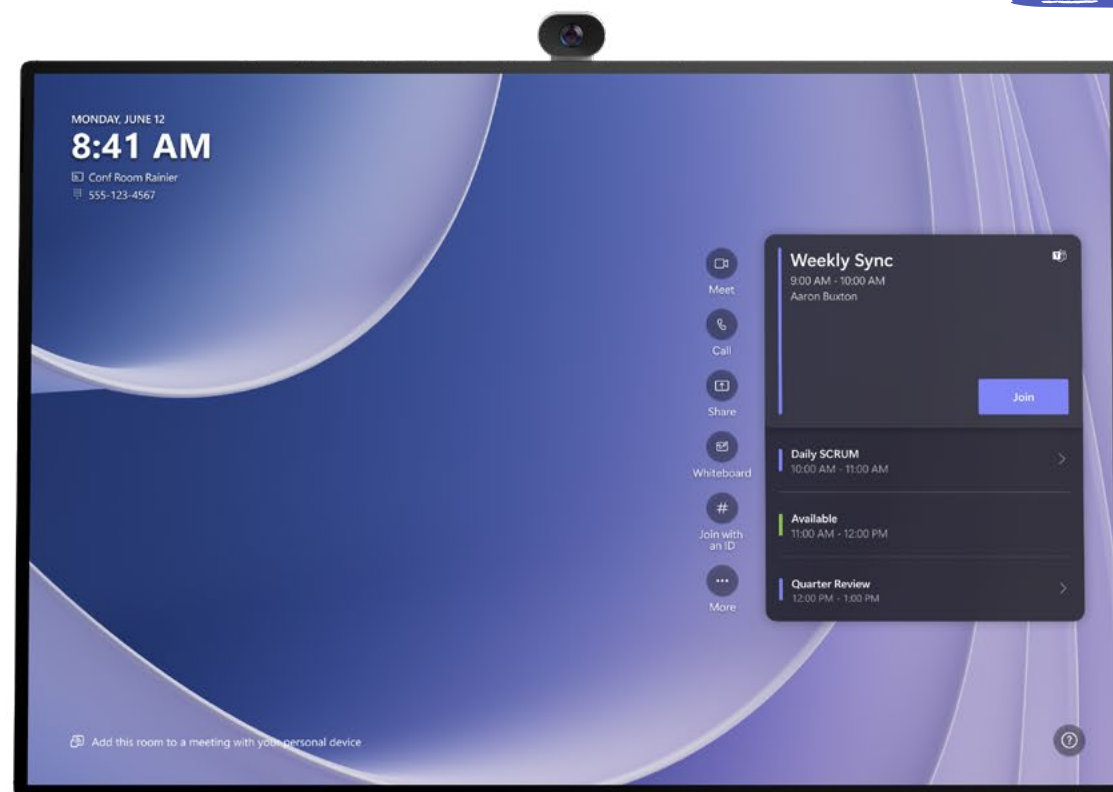 MONDAY, JUNE 12
8:41 AM
Conf Room Rainier
555-123-4567
Meet
Call
Share
Whiteboard
#
Join with
an ID
More
Weekly Sync
9:00 AM - 10:00 AM
Aaron Buxton
Join
Daily SCRUM
10:00 AM - 11:00 AM
Available
11:00 AM - 12:00 PM
Quarter Review
12:00 PM - 1:00 PM
Add this room to a meeting with your personal device
?